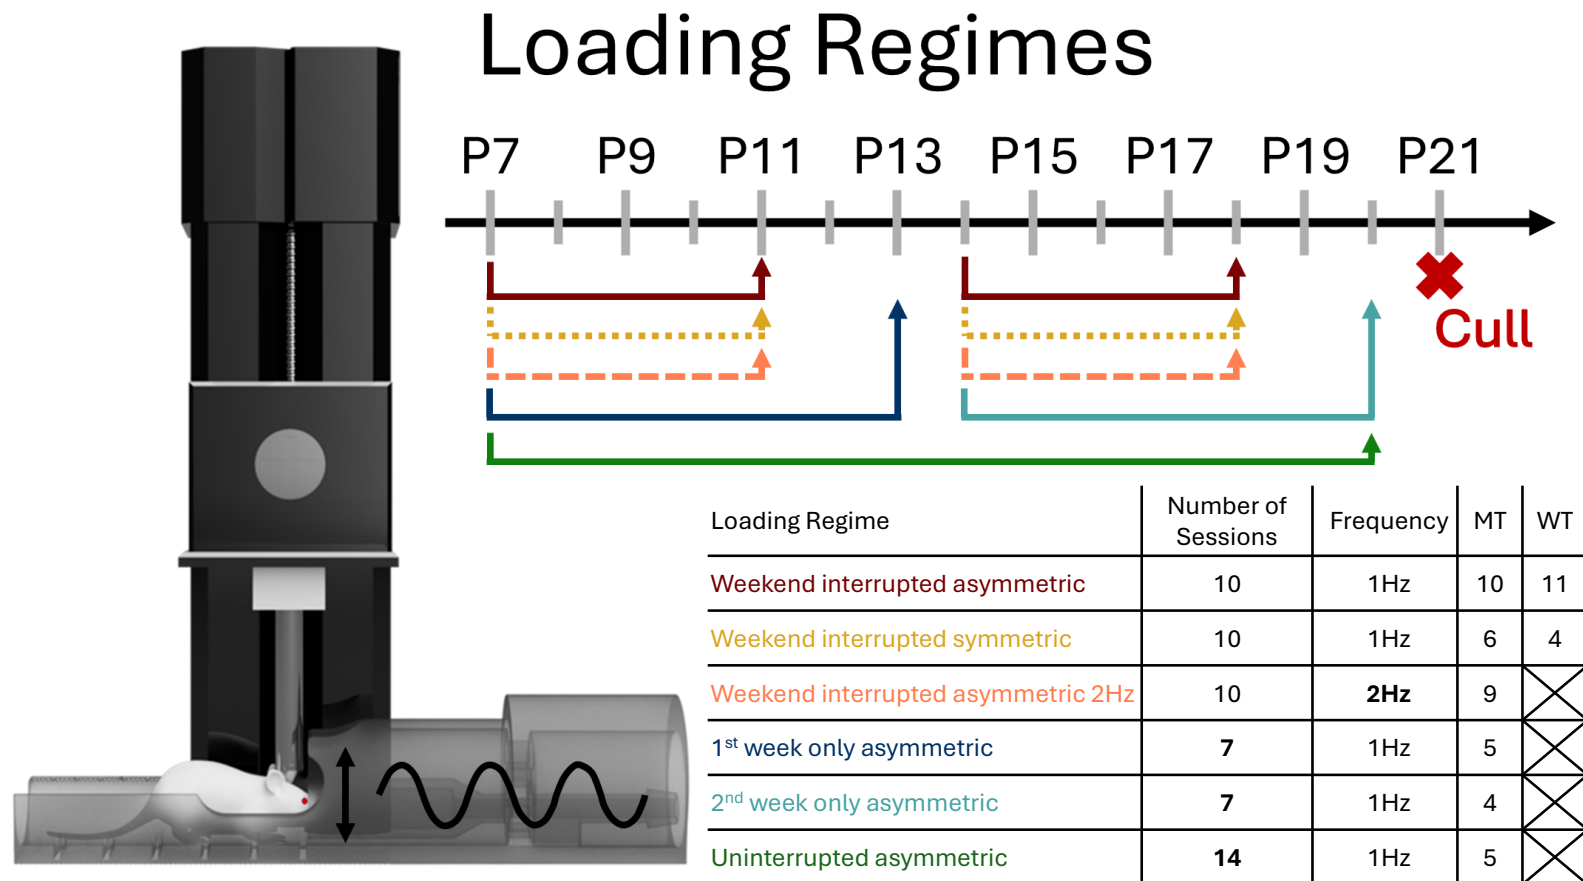 Loading Regimes
P7 P9 P11 P13 P15 P17 P19 P21
Cull
Loading Regime Number of Sessions Frequency MT WT
Weekend interrupted asymmetric 10 1Hz 10 11
Weekend interrupted symmetric 10 1Hz 6 4
Weekend interrupted asymmetric 2Hz 10 2Hz 9
1st week only asymmetric 7 1Hz 5
2nd week only asymmetric 7 1Hz 4
Uninterrupted asymmetric 14 1Hz 5